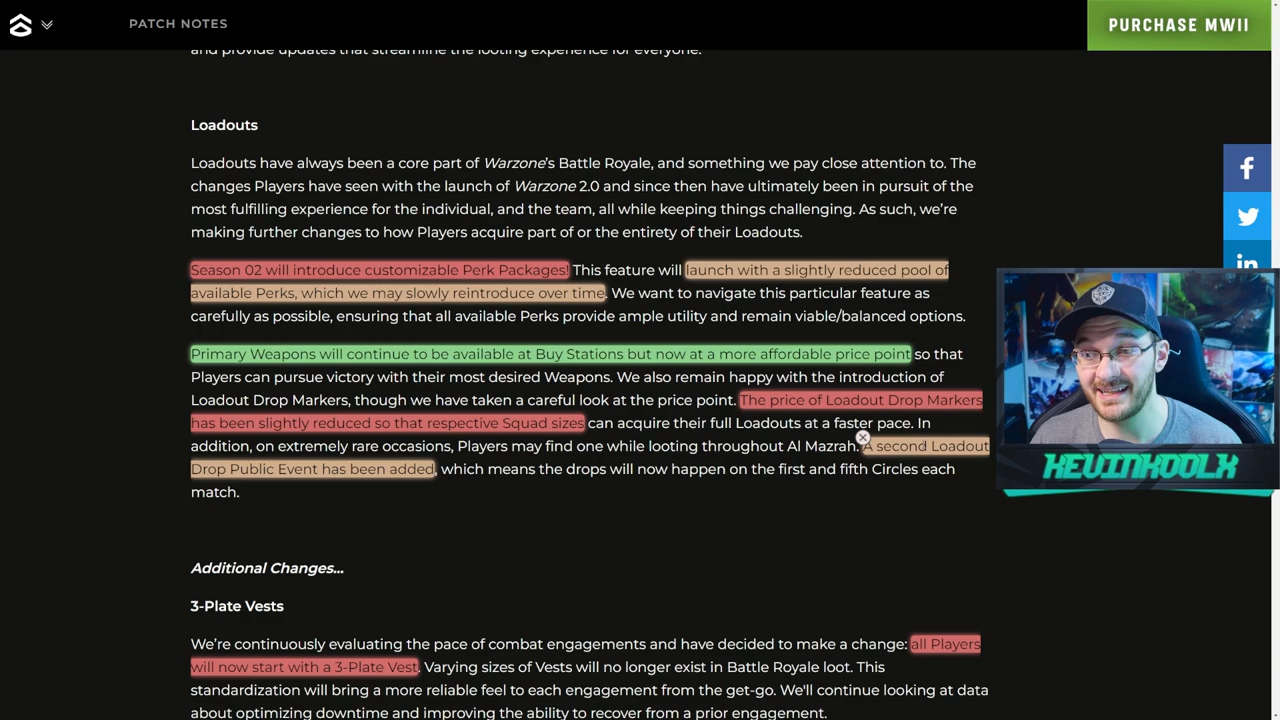 PATCH NOTES
PURCHASE MWII
and provide updates that streamline the looting experience for everyone.
Loadouts
Loadouts have always been a core part of Warzone's Battle Royale, and something we pay close attention to. The
changes Players have seen with the launch of Warzone 2.0 and since then have ultimately been in pursuit of the
most fulfilling experience for the individual, and the team, all while keeping things challenging. As such, we're
making further changes to how Players acquire part of or the entirety of their Loadouts.
Season 02 will introduce customizable Perk Packages! This feature will launch with a slightly reduced pool of
available Perks, which we may slowly reintroduce over time. We want to navigate this particular feature as
carefully as possible, ensuring that all available Perks provide ample utility and remain viable/balanced options.
Primary Weapons will continue to be available at Buy Stations but now at a more affordable price point so that
Players can pursue victory with their most desired Weapons. We also remain happy with the introduction of
Loadout Drop Markers, though we have taken a careful look at the price point. The price of Loadout Drop Markers
has been slightly reduced so that respective Squad sizes can acquire their full Loadouts at a faster pace. In
addition, on extremely rare occasions, Players may find one while looting throughout Al Mazrah. A second Loadout
Drop Public Event has been added, which means the drops will now happen on the first and fifth Circles each
match.
Additional Changes...
3-Plate Vests
We're continuously evaluating the pace of combat engagements and have decided to make a change: all Players
will now start with a 3-Plate Vest. Varying sizes of Vests will no longer exist in Battle Royale loot. This
standardization will bring a more reliable feel to each engagement from the get-go. We'll continue looking at data
about optimizing downtime and improving the ability to recover from a prior engagement.
f
in
KEVINKOOLX